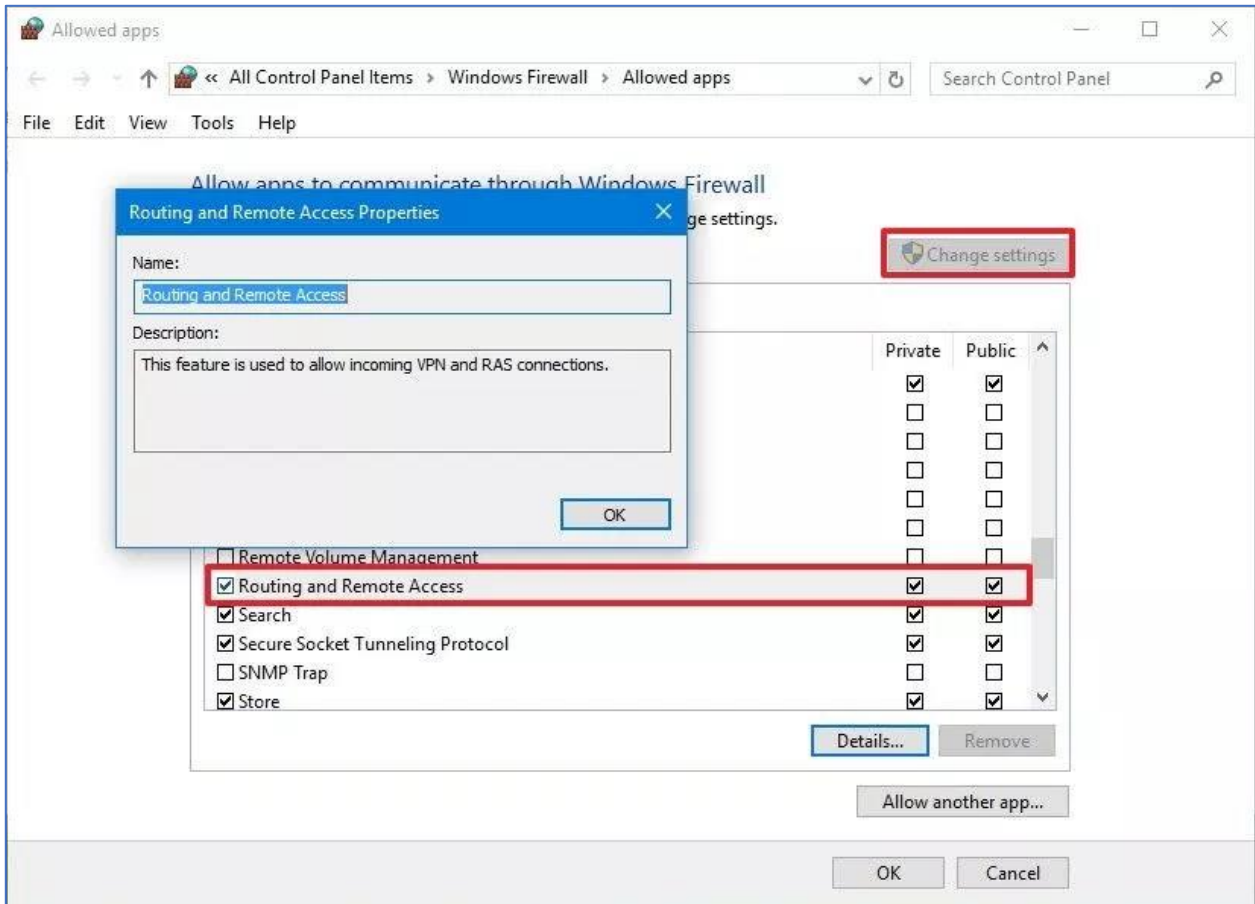 Allowed apps
« All Control Panel Items › Windows Firewall › Allowed apps
Search Control Panel
File Edit View Tools Help
Allow apps to communicate through Windows Firewall
Routing and Remote Access Properties
ge settings.
Change settings
Name:
Routing and Remote Access
Description:
This feature is used to allow incoming VPN and RAS connections.
OK
Private Public
Remote Volume Management
Routing and Remote Access
Search
Secure Socket Tunneling Protocol
SNMP Trap
Store
Details... Remove
Allow another app...
OK Cancel